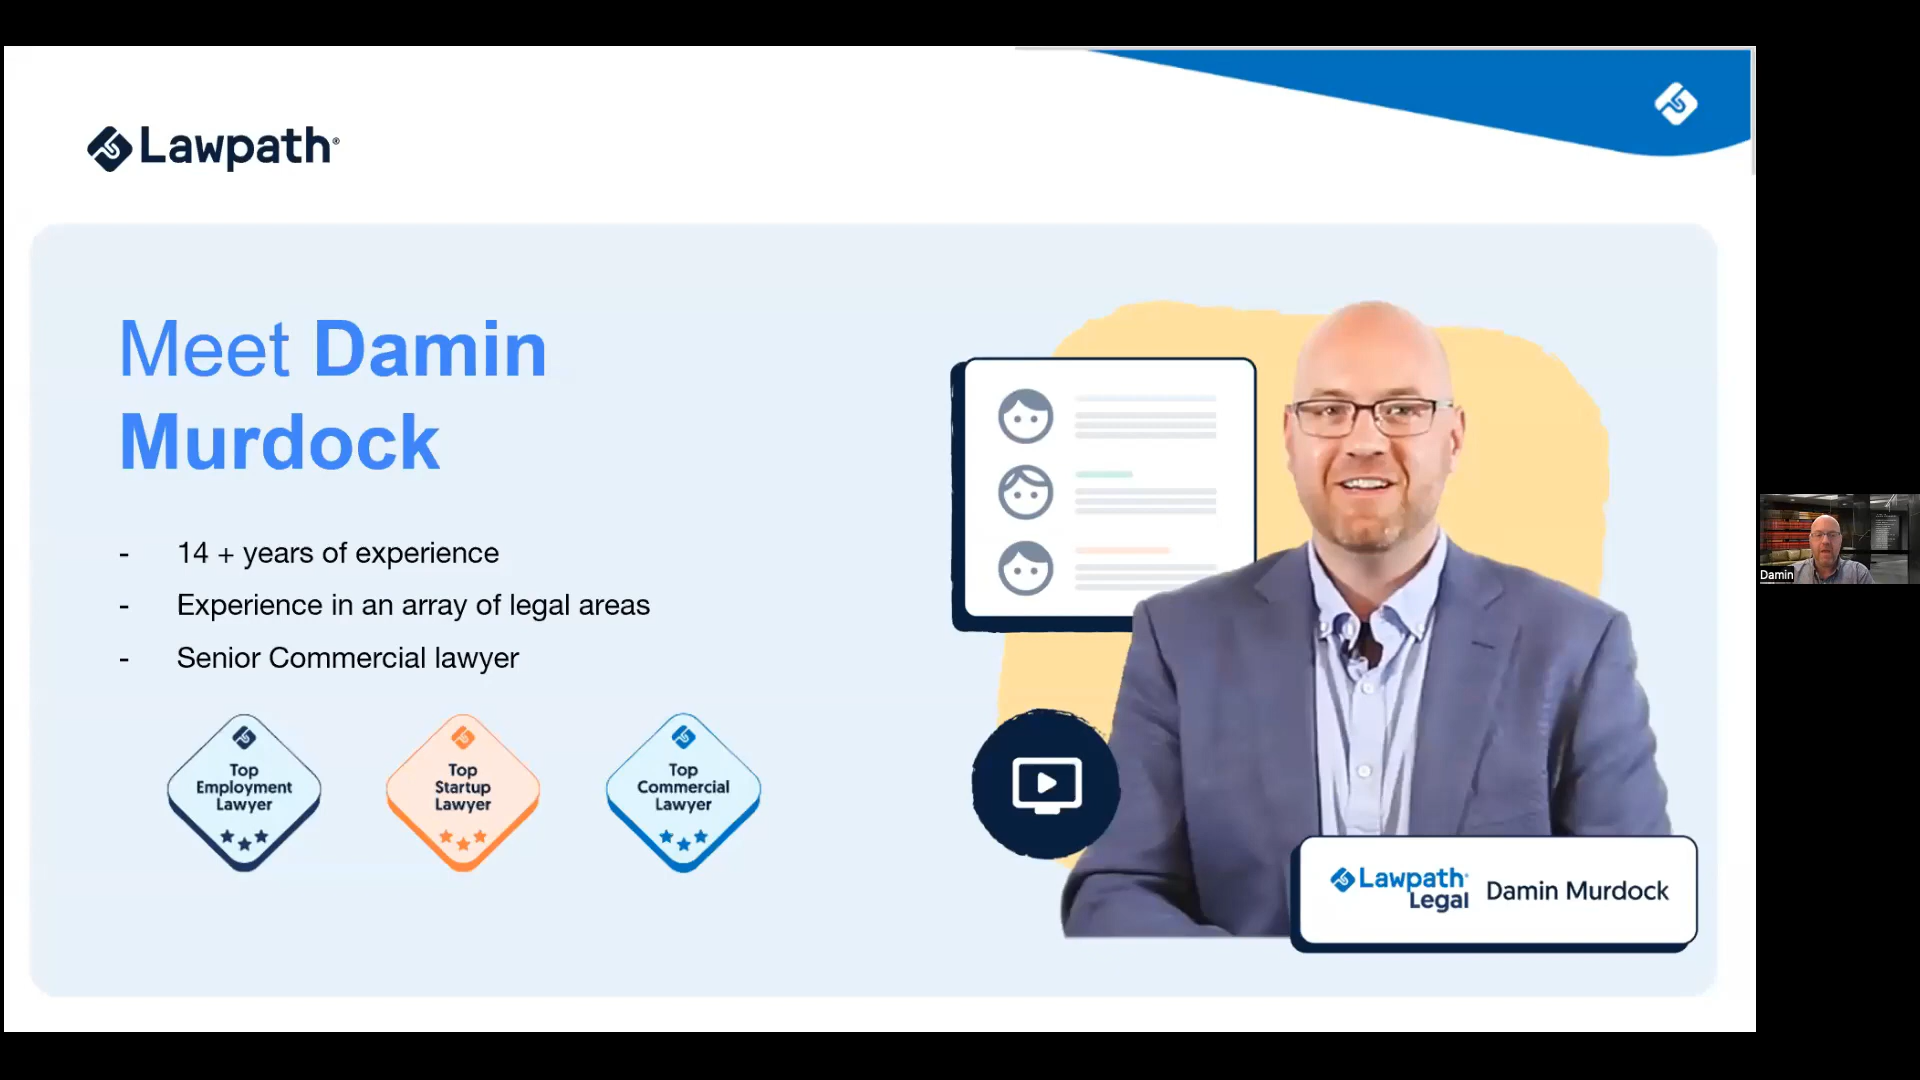 Lawpath®
Meet Damin
Murdock
- 14 + years of experience
- Experience in an array of legal areas
- Senior Commercial lawyer
Top
Employment
Lawyer
Top
Startup
Lawyer
Top
Commercial
Lawyer
Lawpath
Legal
Damin Murdock
Damin